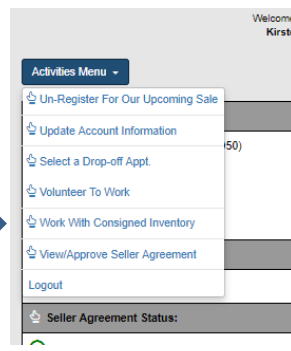 Welcome
Kirst
Activities Menu
Un-Register For Our Upcoming Sale
Update Account Information
50)
Select a Drop-off Appt.
Volunteer To Work
Work With Consigned Inventory
View/Approve Seller Agreement
Logout
Seller Agreement Status: